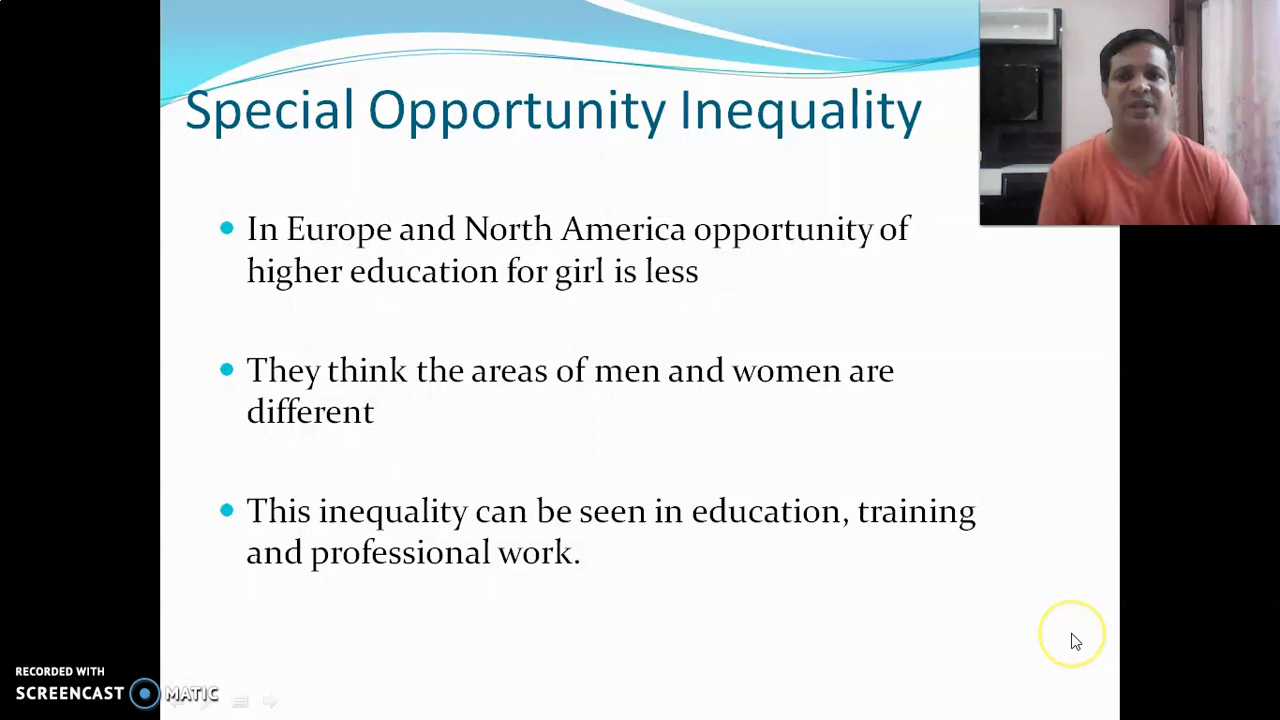 Special Opportunity Inequality
In Europe and North America opportunity of
higher education for girl is less
They think the areas of men and women are
different
This inequality can be seen in education, training
and professional work.
RECORDED WITH
SCREENCAST MATIC